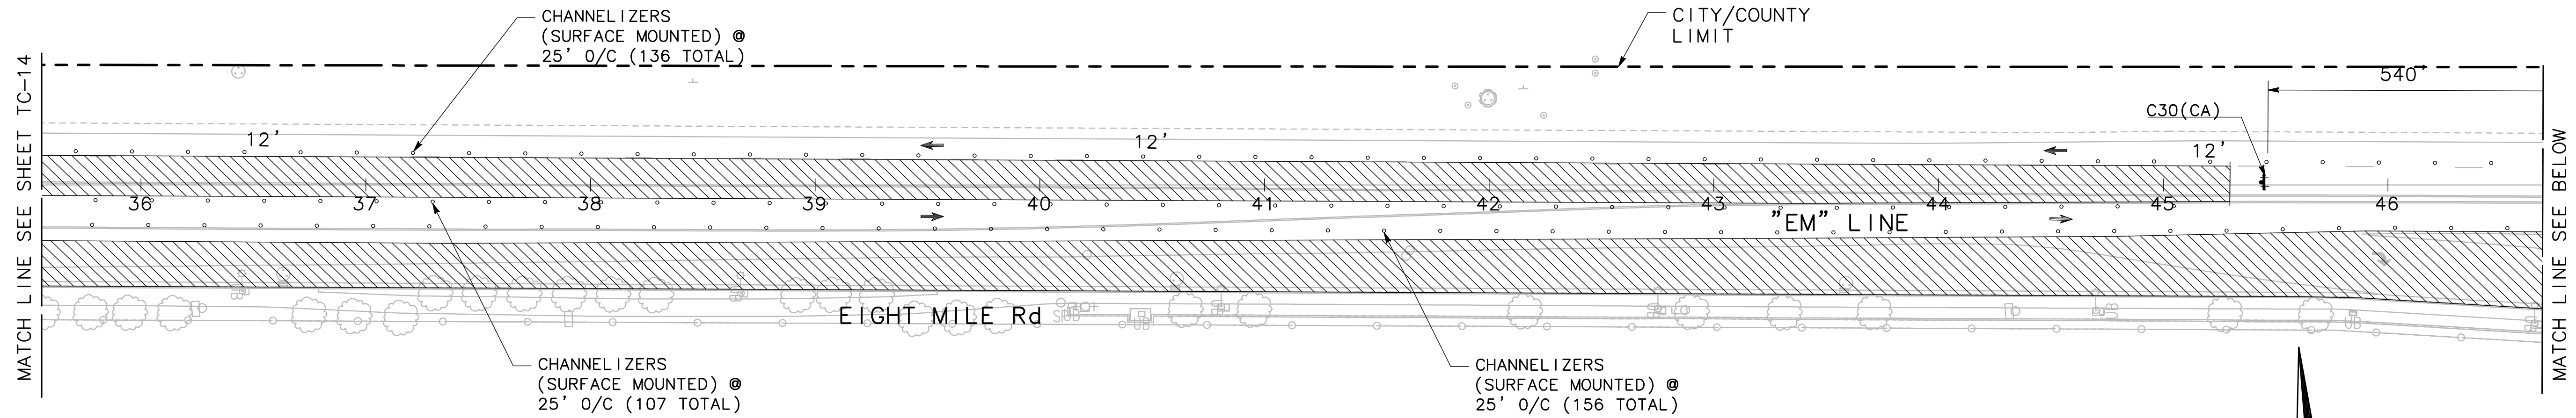 MATCH LINE SEE SHEET TC-14
CHANNELIZERS
(SURFACE MOUNTED) @
25' O/C (136 TOTAL)
CITY/COUNTY
LIMIT
540'
C30(CA)
12'
12'
12'
36
37
38
39
40
41
42
43
44
45
46
"EM" LINE
EIGHT MILE Rd
CHANNELIZERS
(SURFACE MOUNTED) @
25' O/C (107 TOTAL)
CHANNELIZERS
(SURFACE MOUNTED) @
25' O/C (156 TOTAL)
MATCH LINE SEE BELOW